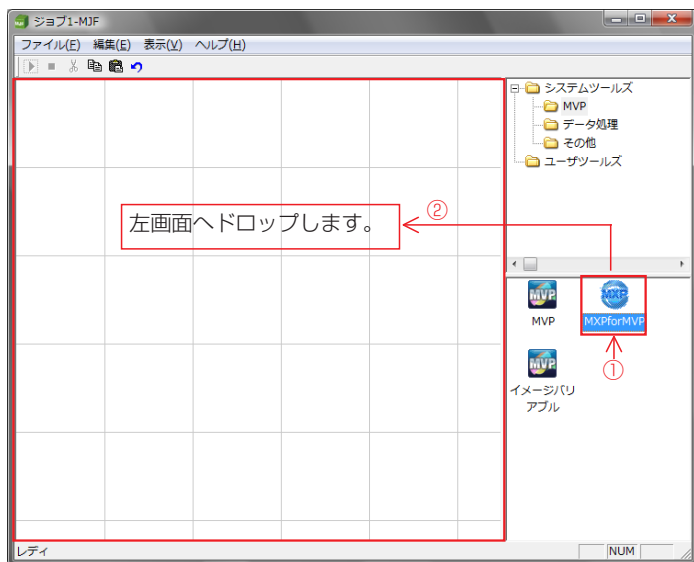 ジョブ1-MJF
ファイル(F) 編集(E) 表示(V) ヘルプ(H)
システムツールズ
MVP
データ処理
その他
ユーザツールズ
左画面へドロップします。
②
MVP
MXP
MVP
MXPforMVP
①
MVP
イメージバリ
アブル
レディ
NUM